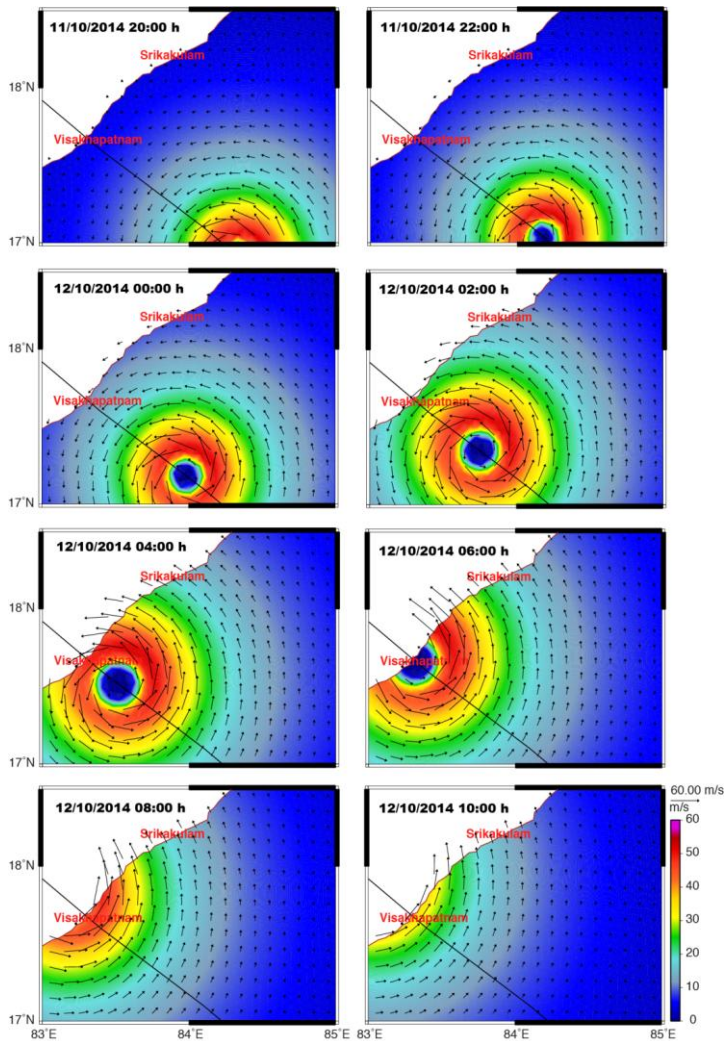 11/10/2014 20:00 h
Srikakulam
18°N
Visakhapatnam
17°N
11/10/2014 22:00 h
Srikakulam
Visakhapatnam
12/10/2014 00:00 h
Srikakulam
18°N
Visakhapatnam
17°N
12/10/2014 02:00 h
Srikakulam
Visakhapatnam
12/10/2014 04:00 h
Srikakulam
18°N
Visakhapatnam
17°N
12/10/2014 06:00 h
Srikakulam
Visakhapat
12/10/2014 08:00 h
Srikakulam
18°N
Visakhapatnam
17°N
83°E 84°E 85°E
12/10/2014 10:00 h
Srikakulam
Visakhapatnam
83°E 84°E 85°E
60.00 m/s
m/s
60
50
40
30
20
10
0